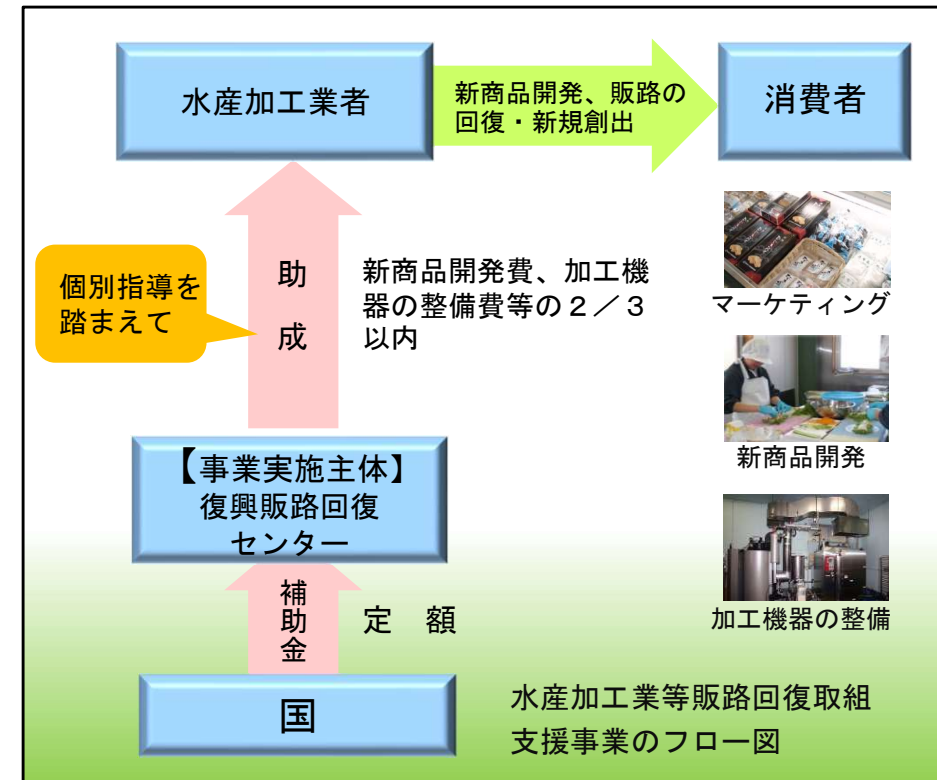 水産加工業者
新商品開発、販路の
回復・新規創出
消費者
個別指導を
踏まえて
助
成
新商品開発費、加工機
器の整備費等の２／３
以内
マーケティング
新商品開発
加工機器の整備
【事業実施主体】
復興販路回復
センター
補
助
金
定　額
国
水産加工業等販路回復取組
支援事業のフロー図